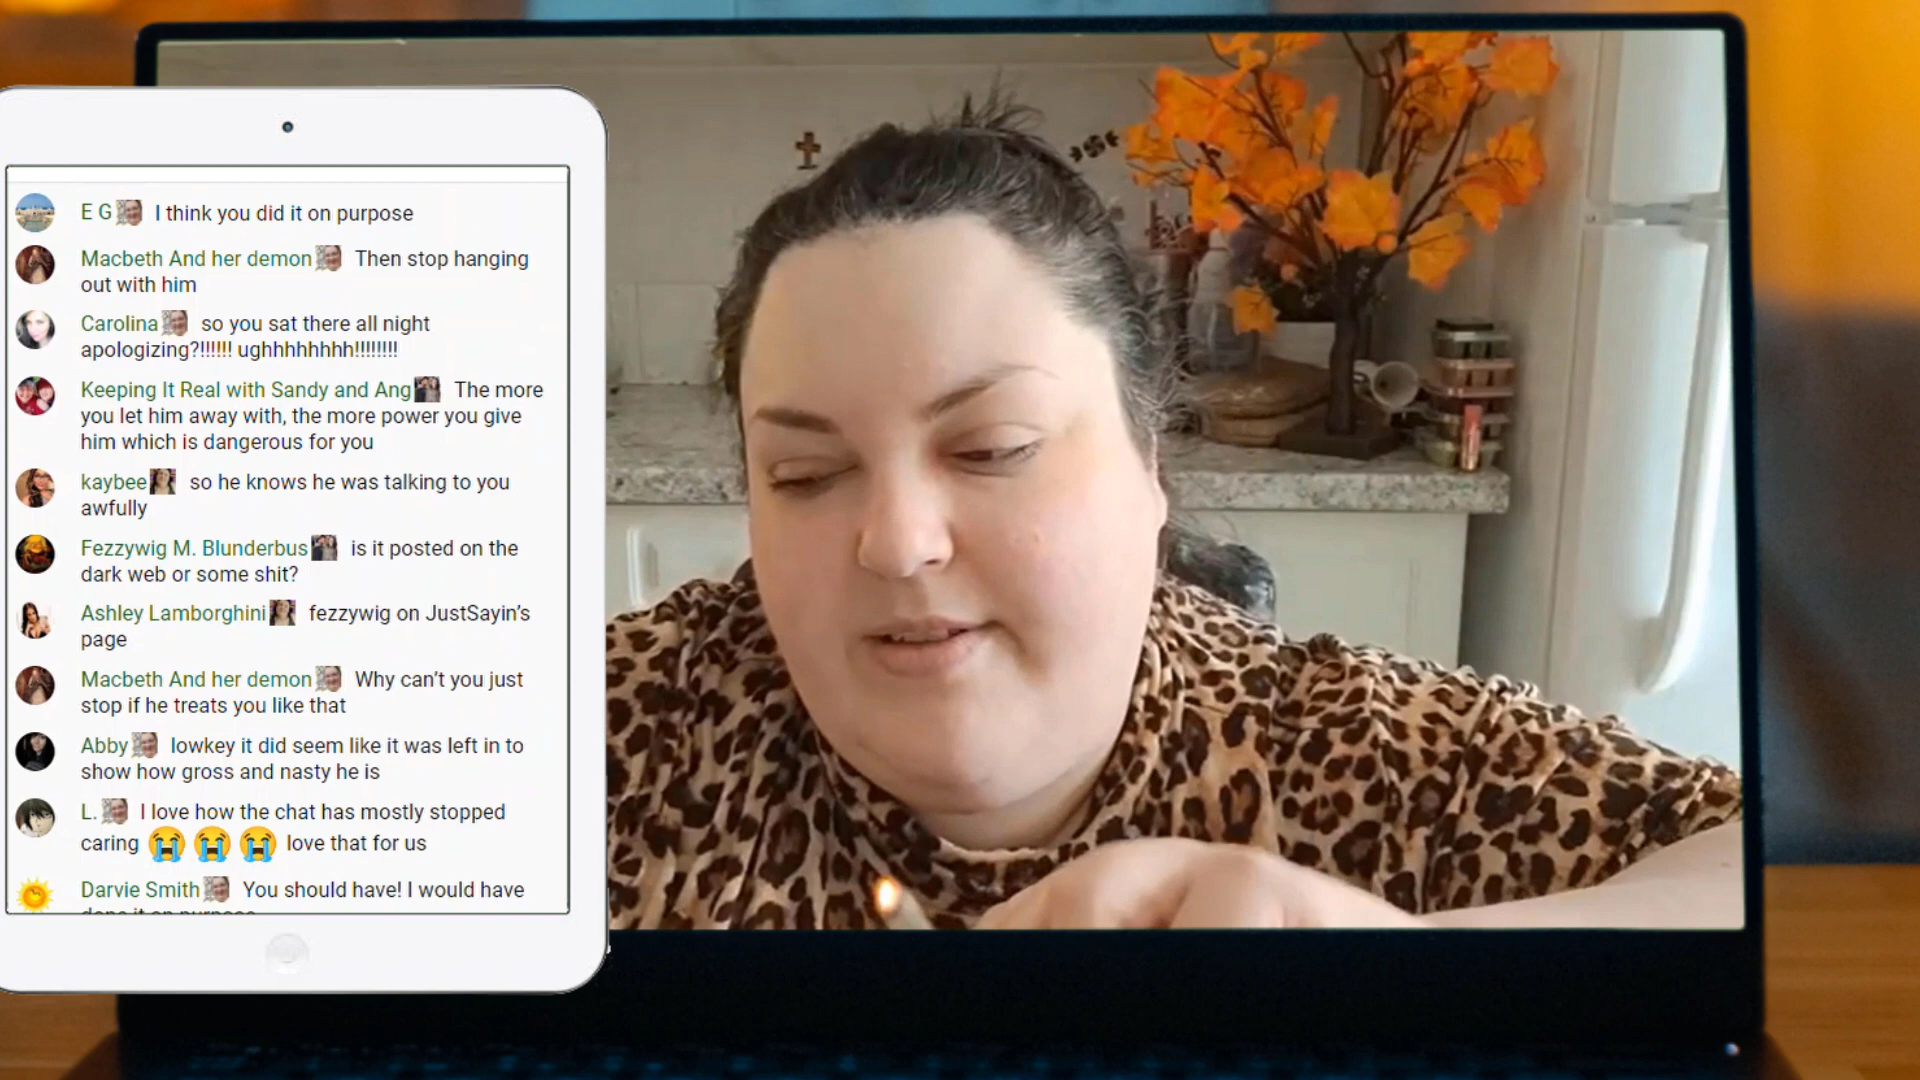 E G I think you did it on purpose
Macbeth And her demon Then stop hanging
out with him
Carolina so you sat there all night
apologizing?!!!!!! ughhhhhhhh!!!!!!!!
Keeping It Real with Sandy and Ang The more
you let him away with, the more power you give
him which is dangerous for you
kaybee so he knows he was talking to you
awfully
Fezzywig M. Blunderbus is it posted on the
dark web or some shit?
Ashley Lamborghini fezzywig on JustSayin's
page
Macbeth And her demon Why can't you just
stop if he treats you like that
Abby lowkey it did seem like it was left in to
show how gross and nasty he is
L. I love how the chat has mostly stopped
caring 😭 😭 😭 love that for us
Darvie Smith You should have! I would have